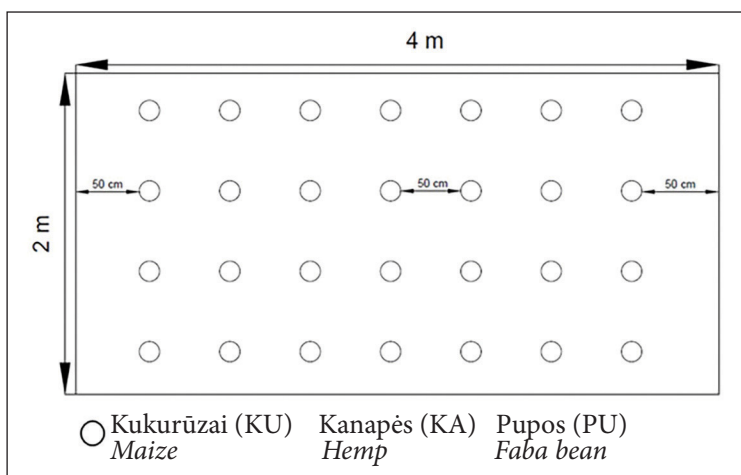 4 m
50 cm 50 cm 50 cm
2 m
Kukurūzai (KU) Kanapės (KA) Pupos (PU)
Maize Hemp Faba bean